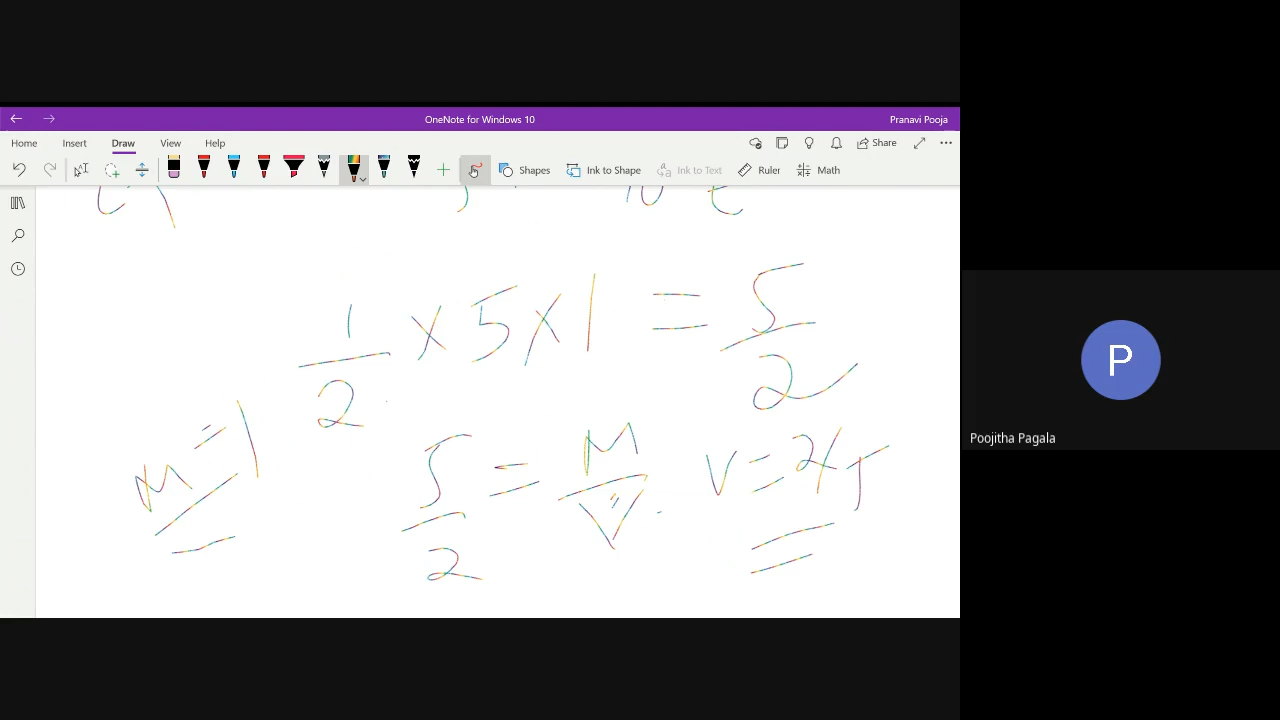 OneNote for Windows 10
Pranavi Pooja
Home Insert Draw View Help
Share
Shapes Ink to Shape Ink to Text Ruler Math
1/2 × 5 × 1 = 5/2
M = 1
5/2 = M/V
P
Poojitha Pagala